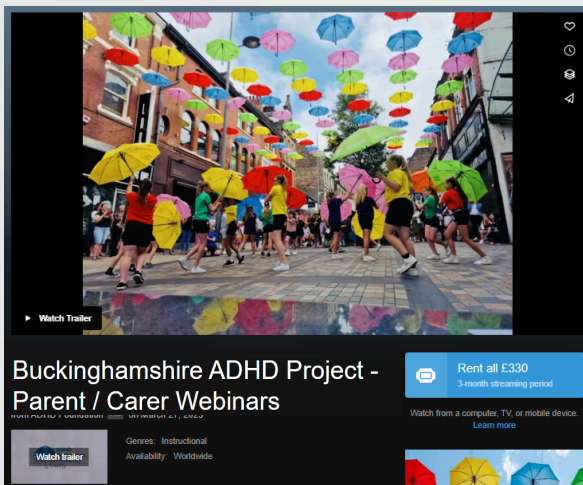 Watch Trailer
Buckinghamshire ADHD Project -
Parent / Carer Webinars
from ADHD Foundation on March 27, 2023
Rent all £330
3-month streaming period
Watch from a computer, TV, or mobile device.
Learn more
Watch trailer
Genres: Instructional
Availability: Worldwide